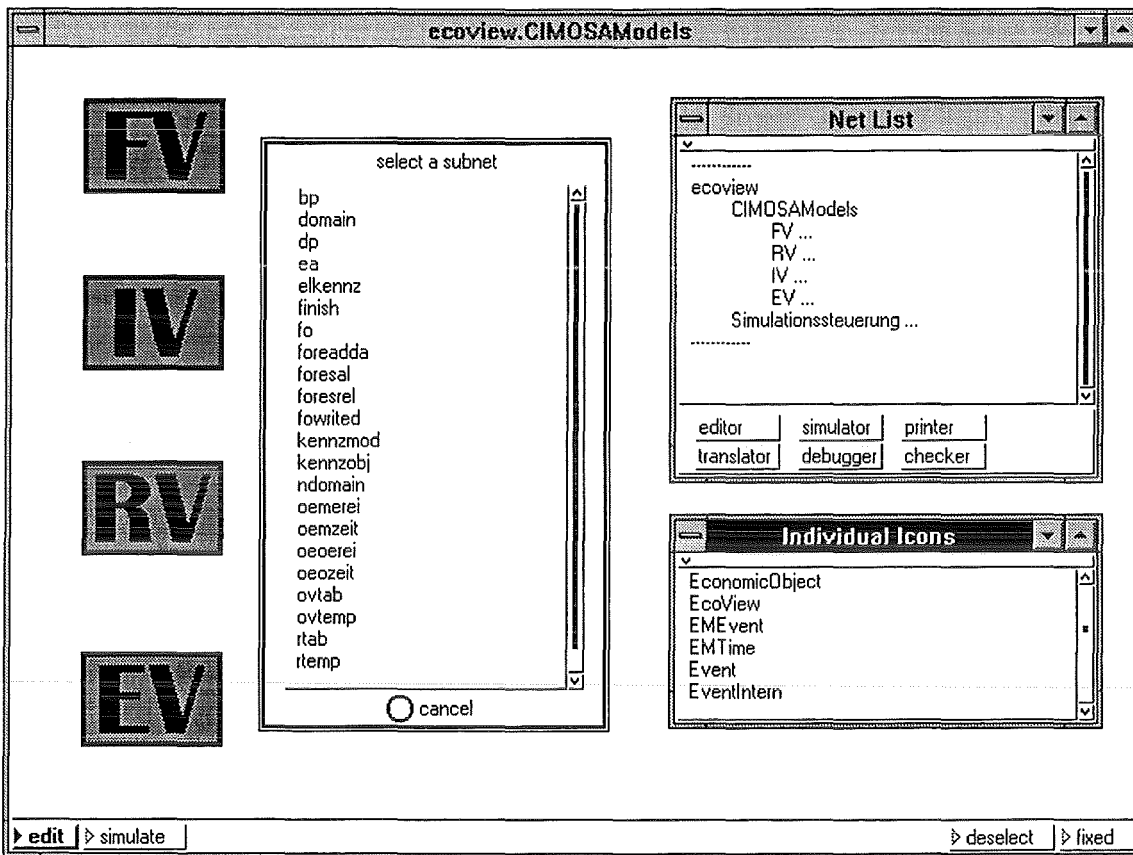 ecoview.CIMOSAModels
FV
IV
RV
EV
select a subnet
bp
domain
dp
ea
elkennz
finish
fo
foreadda
foresal
foresrel
fowrited
kennzmod
kennzobj
ndomain
oemerei
oemzeit
oeoerei
oeozeit
ovtab
ovtemp
rtab
rtemp
cancel
Net List
------------
ecoview
CIMOSAModels
FV ...
RV ...
IV ...
EV ...
Simulationssteuerung ...
------------
editor simulator printer
translator debugger checker
Individual Icons
EconomicObject
EcoView
EMEvent
EMTime
Event
EventIntern
edit simulate deselect fixed